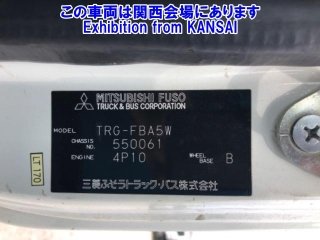 この車両は関西会場にあります
Exhibition from KANSAI
MITSUBISHI FUSO
TRUCK & BUS CORPORATION
MODEL TRG-FBA5W
CHASSIS NO. 550061
ENGINE 4P10 WHEEL BASE B
三菱ふそうトラック・バス株式会社
LT 170